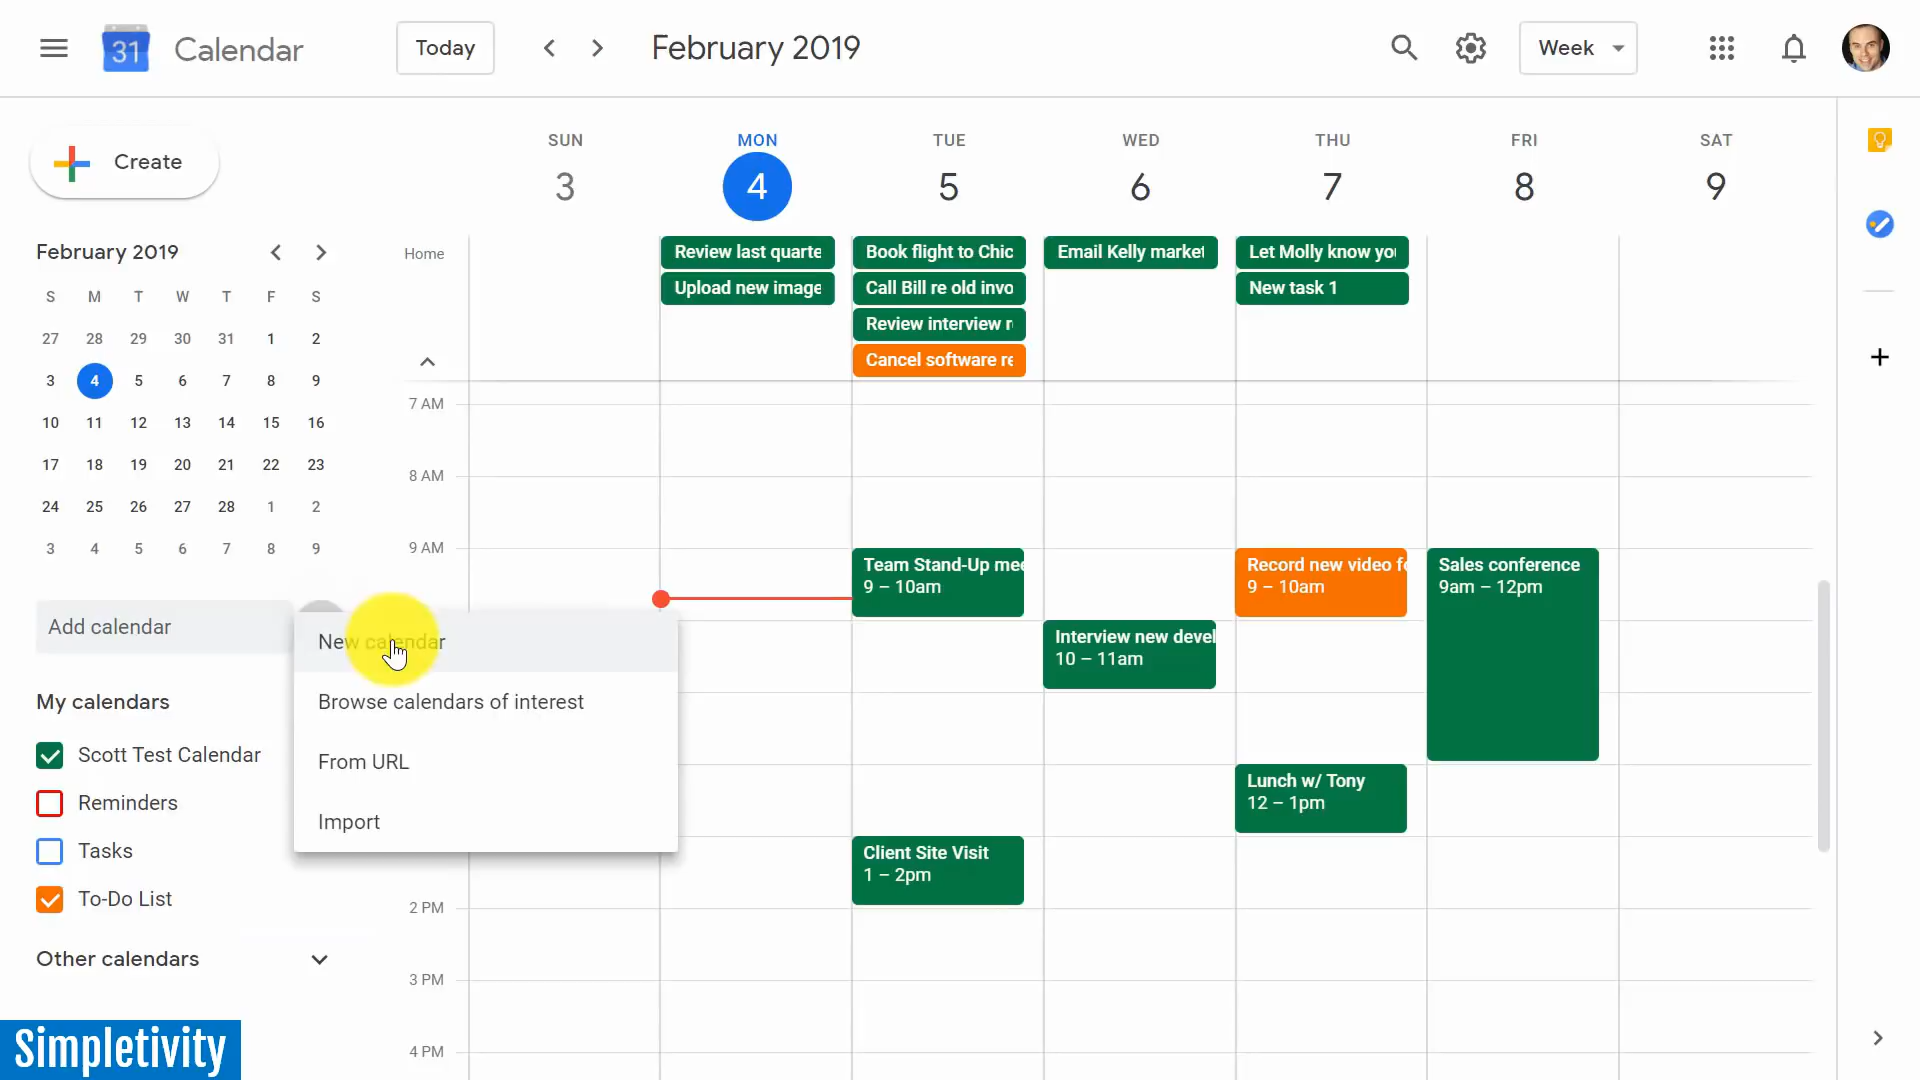 31 Calendar
Today
February 2019
Week
Create
February 2019
S M T W T F S
27 28 29 30 31 1 2
3 4 5 6 7 8 9
10 11 12 13 14 15 16
17 18 19 20 21 22 23
24 25 26 27 28 1 2
3 4 5 6 7 8 9
Add calendar
New calendar
Browse calendars of interest
From URL
Import
My calendars
Scott Test Calendar
Reminders
Tasks
To-Do List
Other calendars
Simpletivity
SUN MON TUE WED THU FRI SAT
3 4 5 6 7 8 9
Home
Review last quarte
Upload new image
Book flight to Chic
Call Bill re old invo
Review interview r
Cancel software re
Email Kelly market
Let Molly know you
New task 1
7 AM
8 AM
9 AM
2 PM
3 PM
4 PM
Team Stand-Up mee
9 – 10am
Client Site Visit
1 – 2pm
Interview new devel
10 – 11am
Record new video fo
9 – 10am
Lunch w/ Tony
12 – 1pm
Sales conference
9am – 12pm